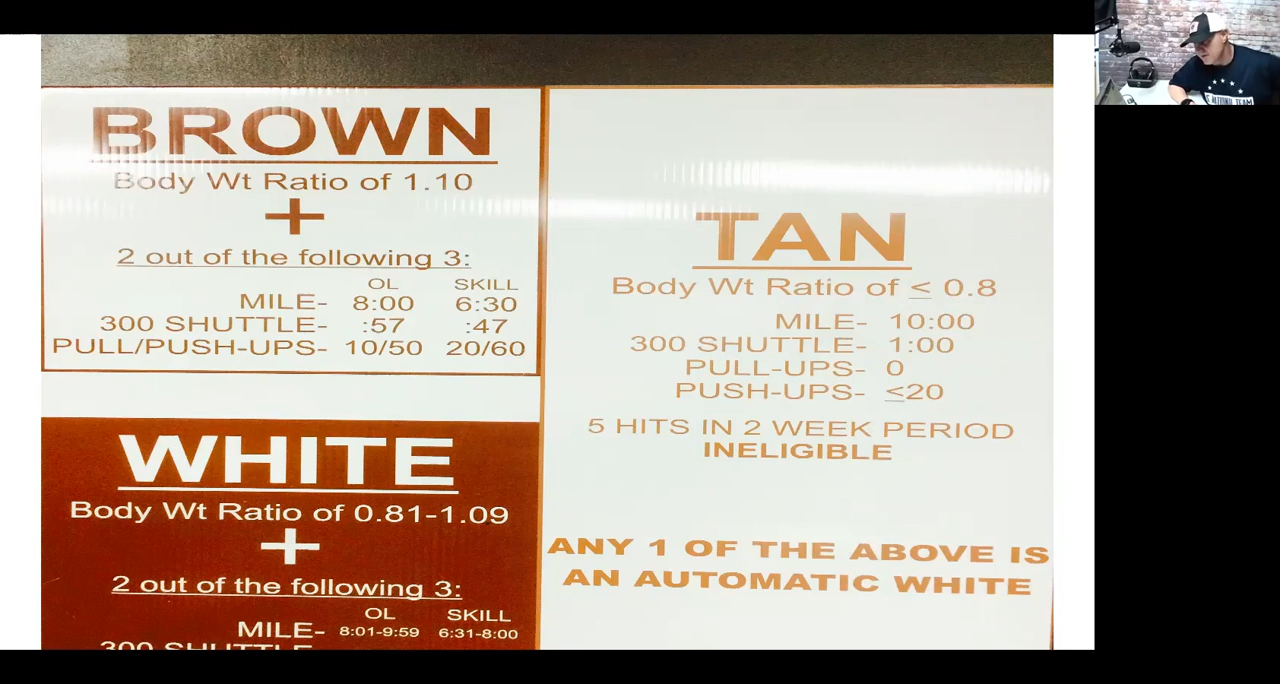 BROWN
Body Wt Ratio of 1.10
+
2 out of the following 3:
OL SKILL
MILE- 8:00 6:30
300 SHUTTLE- :57 :47
PULL/PUSH-UPS- 10/50 20/60
WHITE
Body Wt Ratio of 0.81-1.09
+
2 out of the following 3:
OL SKILL
MILE- 8:01-9:59 6:31-8:00
300 SHUTTLE-
TAN
Body Wt Ratio of ≤ 0.8
MILE- 10:00
300 SHUTTLE- 1:00
PULL-UPS- 0
PUSH-UPS- ≤20
5 HITS IN 2 WEEK PERIOD
INELIGIBLE
ANY 1 OF THE ABOVE IS
AN AUTOMATIC WHITE
NATIONAL TEAM